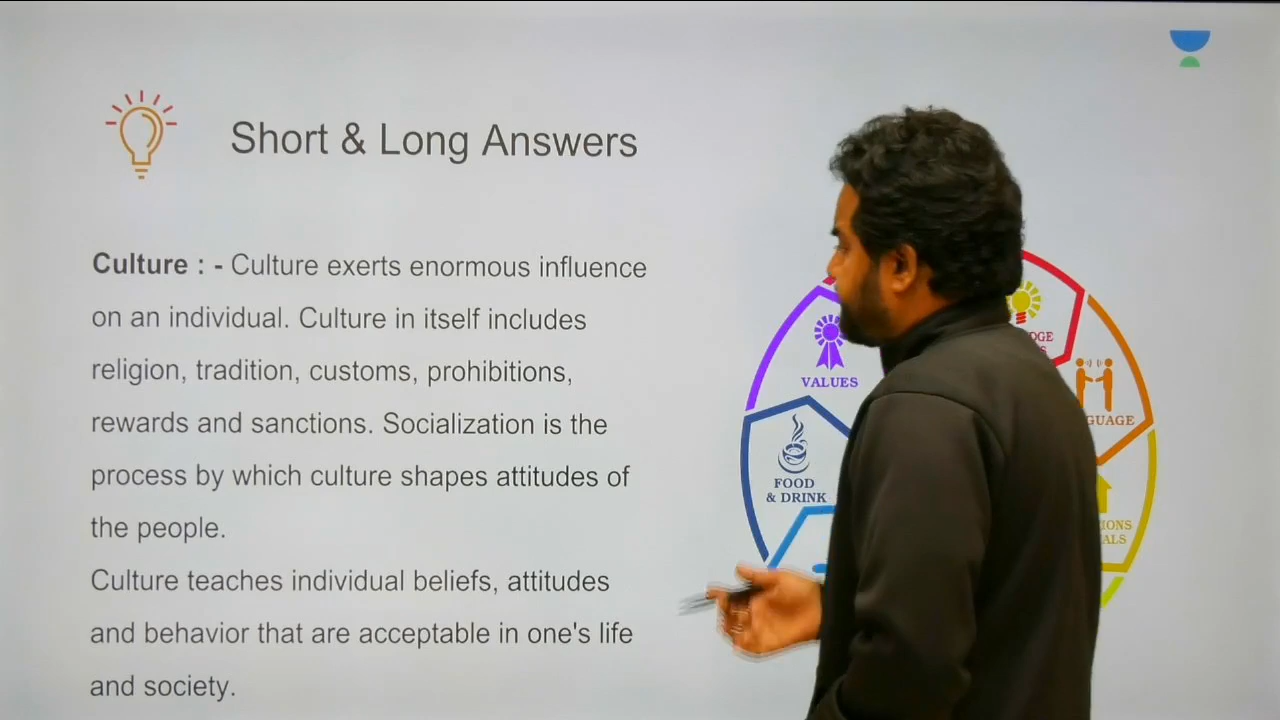 Short & Long Answers
Culture : - Culture exerts enormous influence
on an individual. Culture in itself includes
religion, tradition, customs, prohibitions,
rewards and sanctions. Socialization is the
process by which culture shapes attitudes of
the people.
Culture teaches individual beliefs, attitudes
and behavior that are acceptable in one's life
and society.
VALUES
FOOD
& DRINK